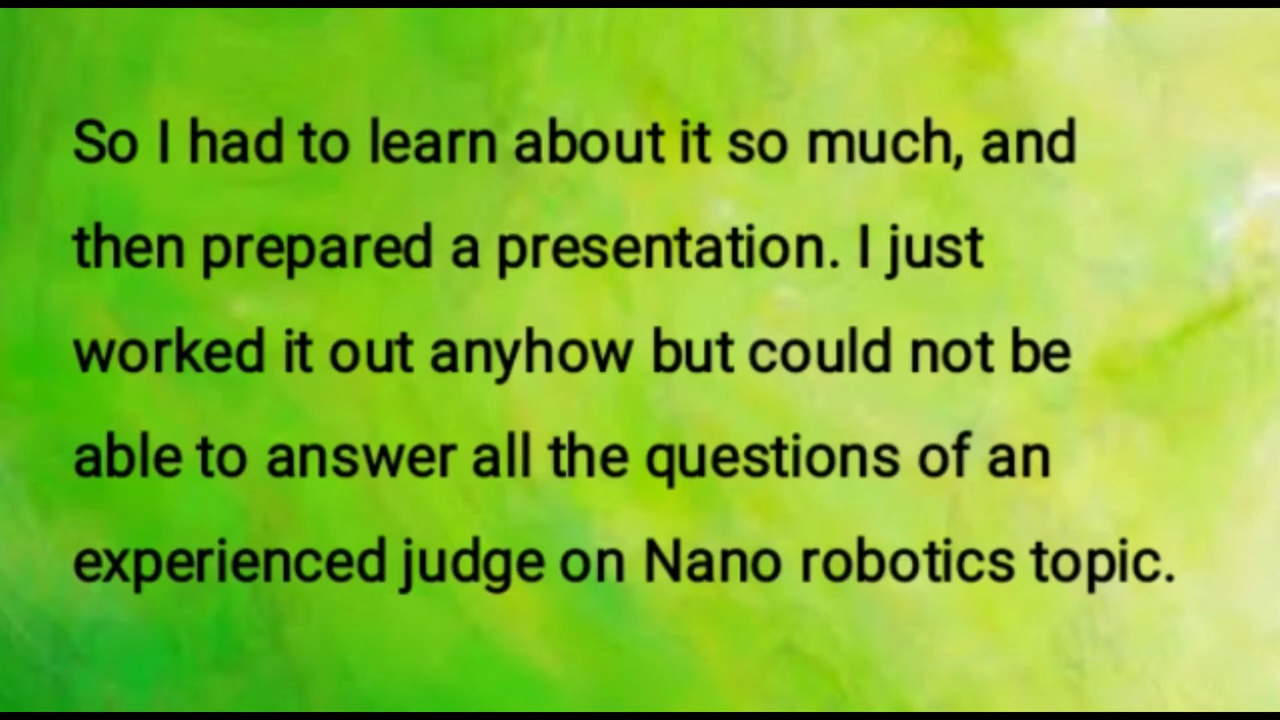 So I had to learn about it so much, and
then prepared a presentation. I just
worked it out anyhow but could not be
able to answer all the questions of an
experienced judge on Nano robotics topic.